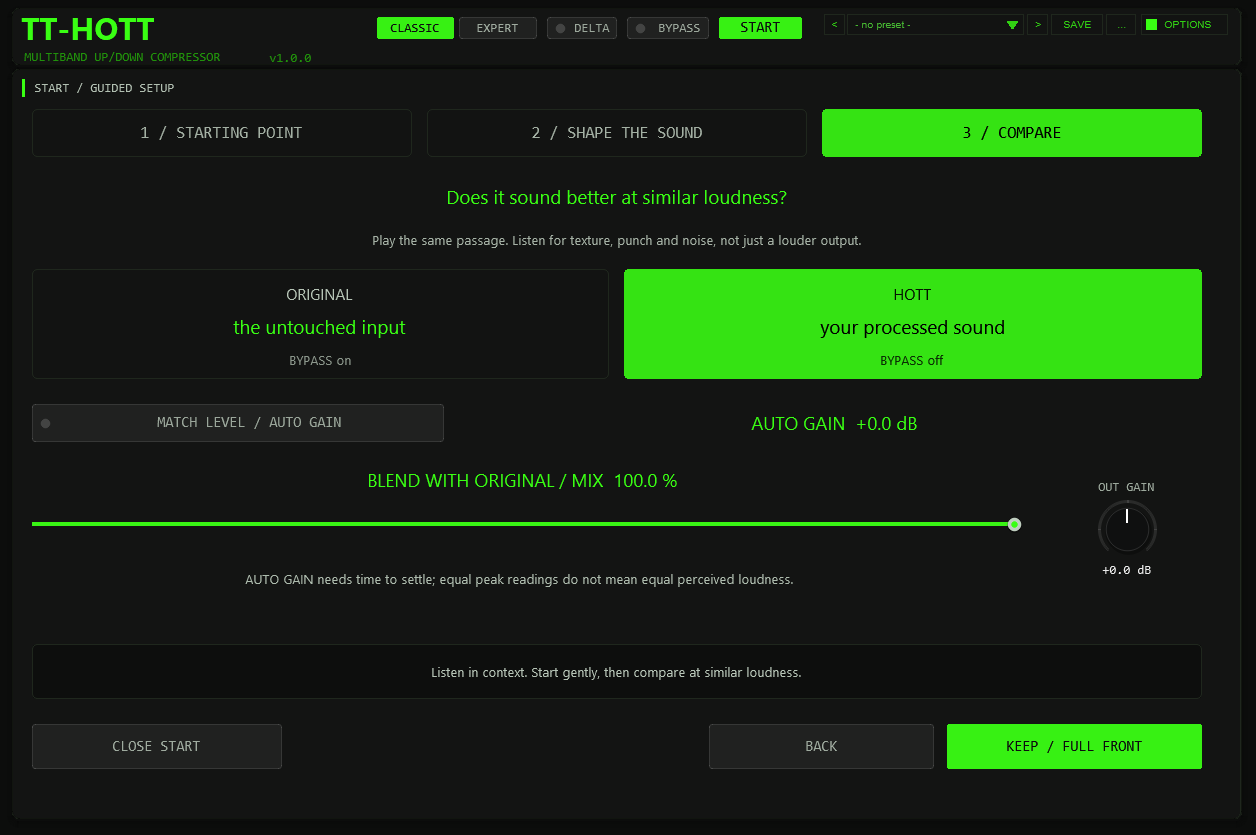 TT-HOTT
MULTIBAND UP/DOWN COMPRESSOR v1.0.0
CLASSIC EXPERT DELTA BYPASS START < - no preset - > SAVE ... OPTIONS
START / GUIDED SETUP
1 / STARTING POINT 2 / SHAPE THE SOUND 3 / COMPARE
Does it sound better at similar loudness?
Play the same passage. Listen for texture, punch and noise, not just a louder output.
ORIGINAL
the untouched input
BYPASS on
HOTT
your processed sound
BYPASS off
MATCH LEVEL / AUTO GAIN AUTO GAIN +0.0 dB
BLEND WITH ORIGINAL / MIX 100.0 %
OUT GAIN
+0.0 dB
AUTO GAIN needs time to settle; equal peak readings do not mean equal perceived loudness.
Listen in context. Start gently, then compare at similar loudness.
CLOSE START BACK KEEP / FULL FRONT